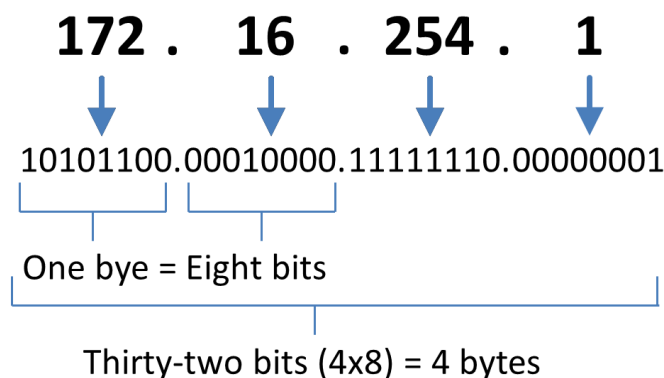 172 . 16 . 254 . 1
10101100.00010000.11111110.00000001
One bye = Eight bits
Thirty-two bits (4x8) = 4 bytes